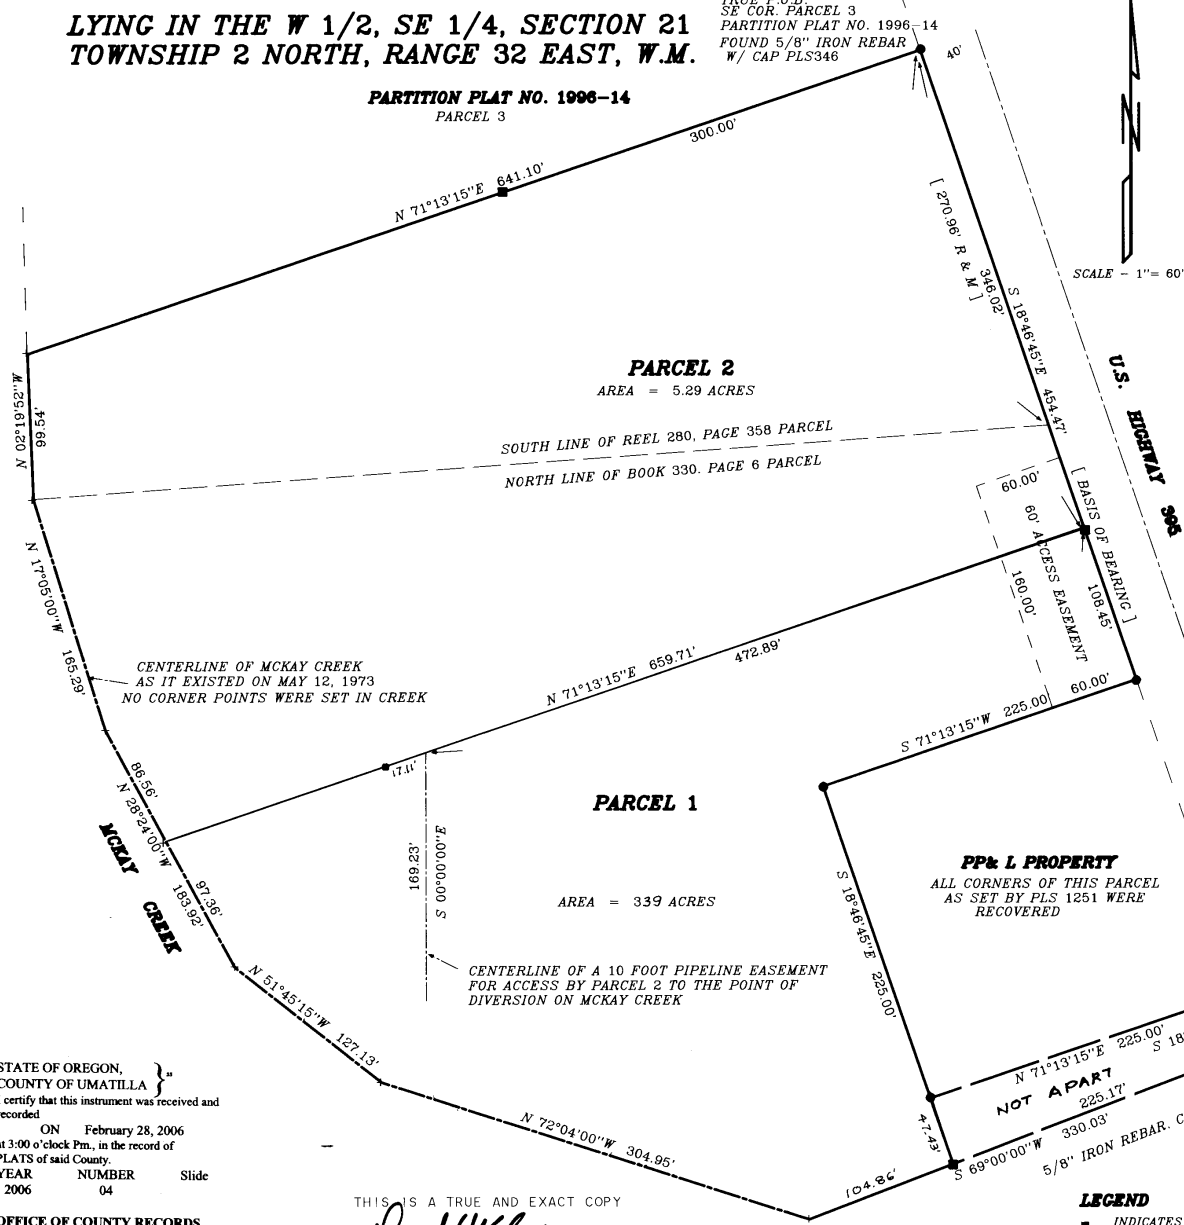 LYING IN THE W 1/2, SE 1/4, SECTION 21
TOWNSHIP 2 NORTH, RANGE 32 EAST, W.M.
TRUE P.O.B.
SE COR. PARCEL 3
PARTITION PLAT NO. 1996-14
FOUND 5/8" IRON REBAR
W/ CAP PLS346
PARTITION PLAT NO. 1996-14
PARCEL 3
40'
300.00'
N 71°13'15"E 641.10'
N
SCALE - 1"= 60'
[ 270.96' R & M ]
346.02'
S 18°46'45"E 454.47'
U.S. HIGHWAY 395
PARCEL 2
AREA = 5.29 ACRES
N 02°19'52"W
99.54'
SOUTH LINE OF REEL 280, PAGE 358 PARCEL
NORTH LINE OF BOOK 330. PAGE 6 PARCEL
60.00'
[ BASIS OF BEARING ]
60' ACCESS EASEMENT
160.00'
108.45'
N 17°05'00"W 165.29'
CENTERLINE OF MCKAY CREEK
AS IT EXISTED ON MAY 12, 1973
NO CORNER POINTS WERE SET IN CREEK
N 71°13'15"E 659.71'
472.89'
S 71°13'15"W 225.00
60.00'
17.11'
86.56'
N 28°24'00"W 183.92'
97.36'
MCKAY CREEK
169.23'
S 00°00'00"E
PARCEL 1
AREA = 339 ACRES
PP& L PROPERTY
ALL CORNERS OF THIS PARCEL
AS SET BY PLS 1251 WERE
RECOVERED
S 18°46'45"E 225.00'
CENTERLINE OF A 10 FOOT PIPELINE EASEMENT
FOR ACCESS BY PARCEL 2 TO THE POINT OF
DIVERSION ON MCKAY CREEK
N 51°45'15"W 127.13'
N 71°13'15"E 225.00'
S 18
NOT APART
225.17'
47.43'
S 69°00'00"W 330.03'
5/8" IRON REBAR. C
N 72°04'00"W 304.95'
104.86'
STATE OF OREGON,
COUNTY OF UMATILLA } ss
certify that this instrument was received and
recorded
ON February 28, 2006
at 3:00 o'clock Pm., in the record of
PLATS of said County.
YEAR NUMBER Slide
2006 04
OFFICE OF COUNTY RECORDS
THIS IS A TRUE AND EXACT COPY
LEGEND
INDICATES